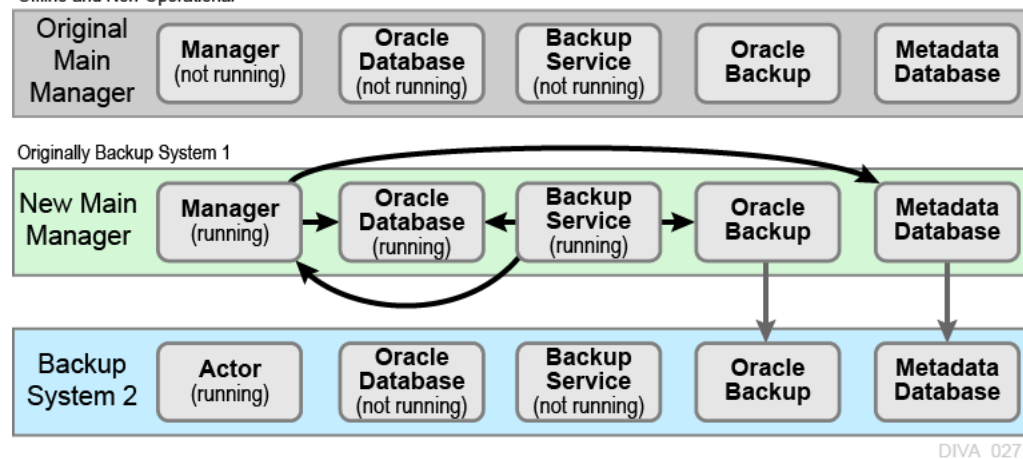 Offline and Non-Operational
Original
Main
Manager
Manager
(not running)
Oracle
Database
(not running)
Backup
Service
(not running)
Oracle
Backup
Metadata
Database
Originally Backup System 1
New Main
Manager
Manager
(running)
Oracle
Database
(running)
Backup
Service
(running)
Oracle
Backup
Metadata
Database
Backup
System 2
Actor
(running)
Oracle
Database
(not running)
Backup
Service
(not running)
Oracle
Backup
Metadata
Database
DIVA_027